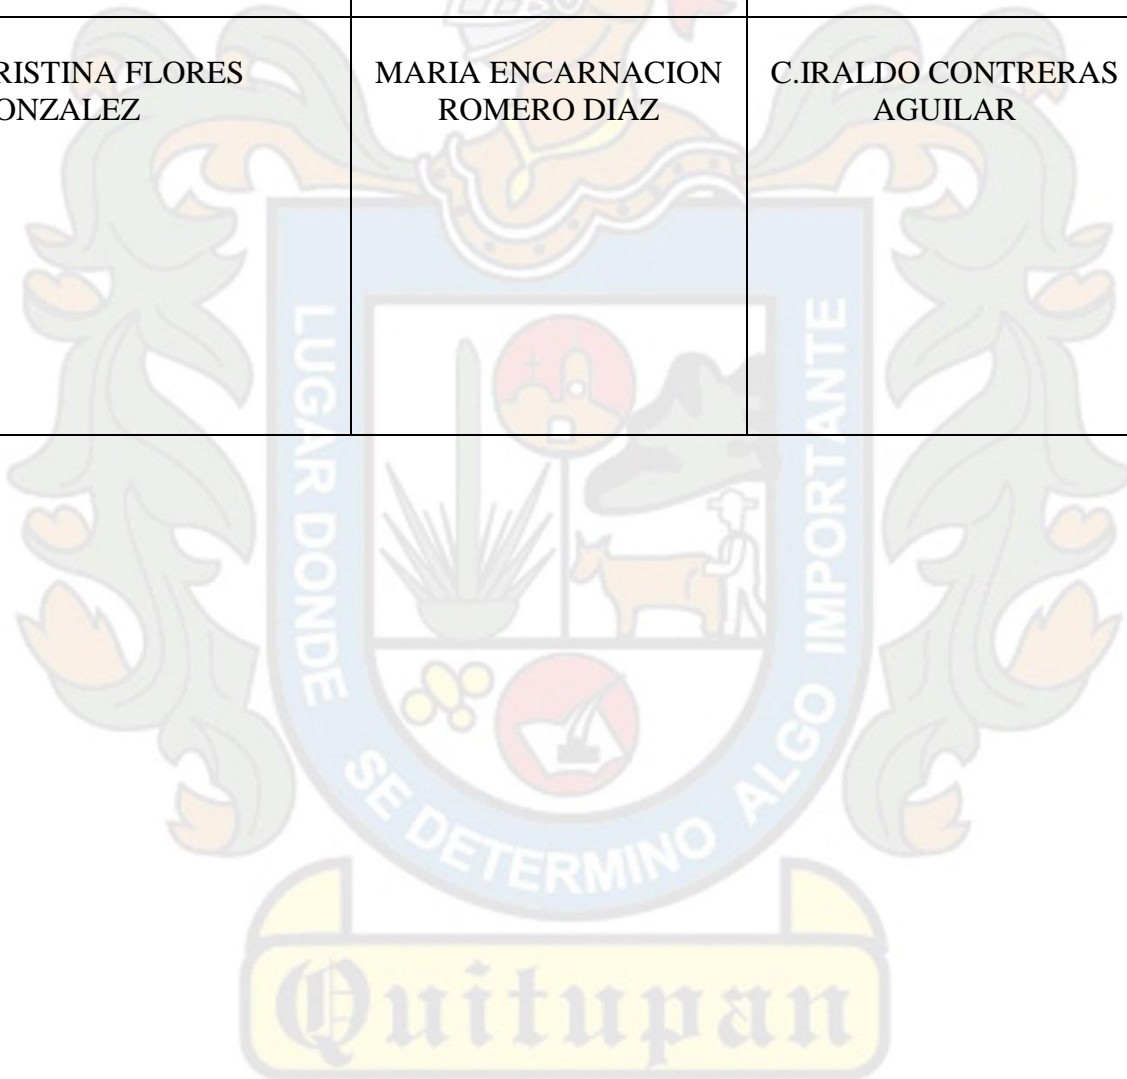 RISTINA FLORES
ONZALEZ
MARIA ENCARNACION
ROMERO DIAZ
C.IRALDO CONTRERAS
AGUILAR
LUGAR DONDE SE DETERMINO ALGO IMPORTANTE
Quitupan